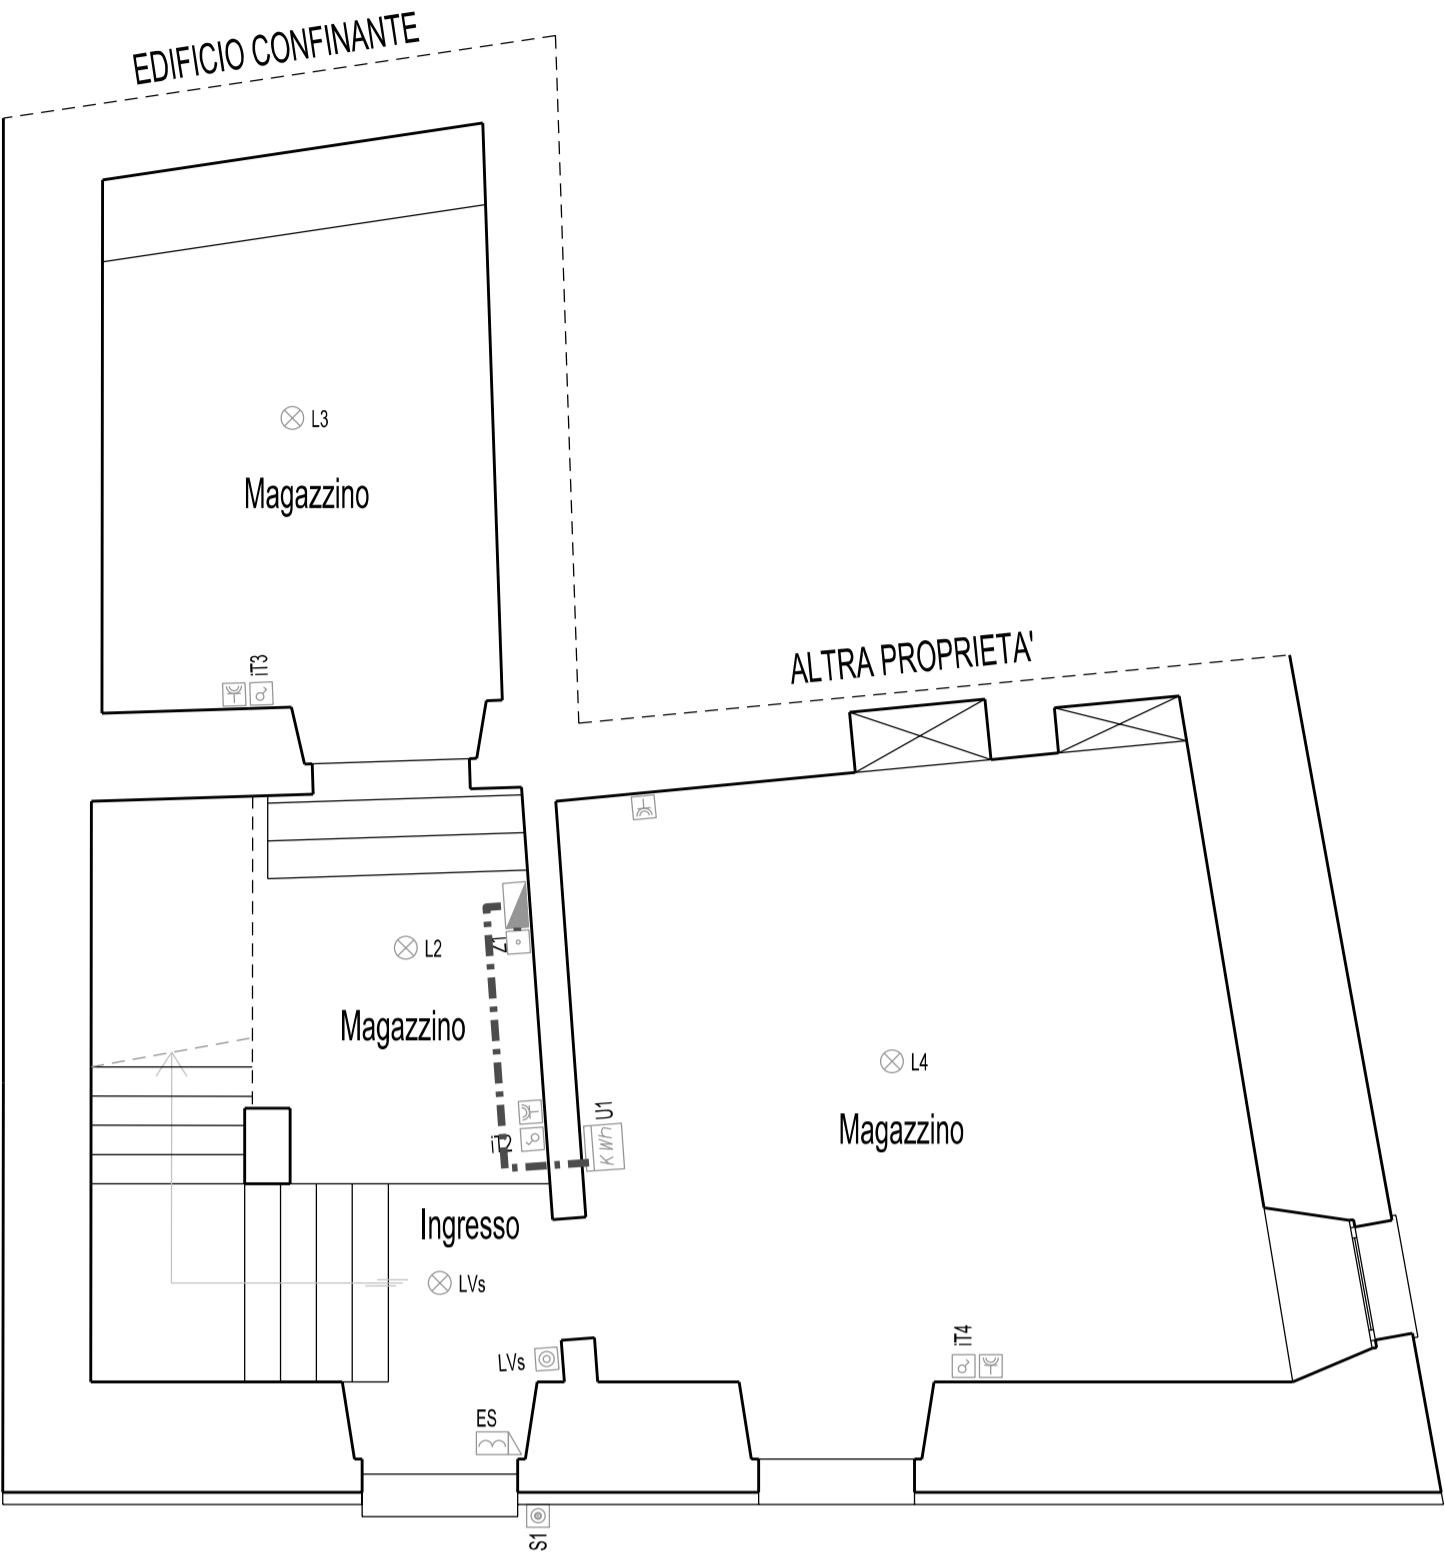 EDIFICIO CONFINANTE
L3
Magazzino
iT3
ALTRA PROPRIETA'
L2
Z1
Magazzino
L4
iT2
U1
KWh
Magazzino
Ingresso
LVs
iT4
LVs
ES
S1